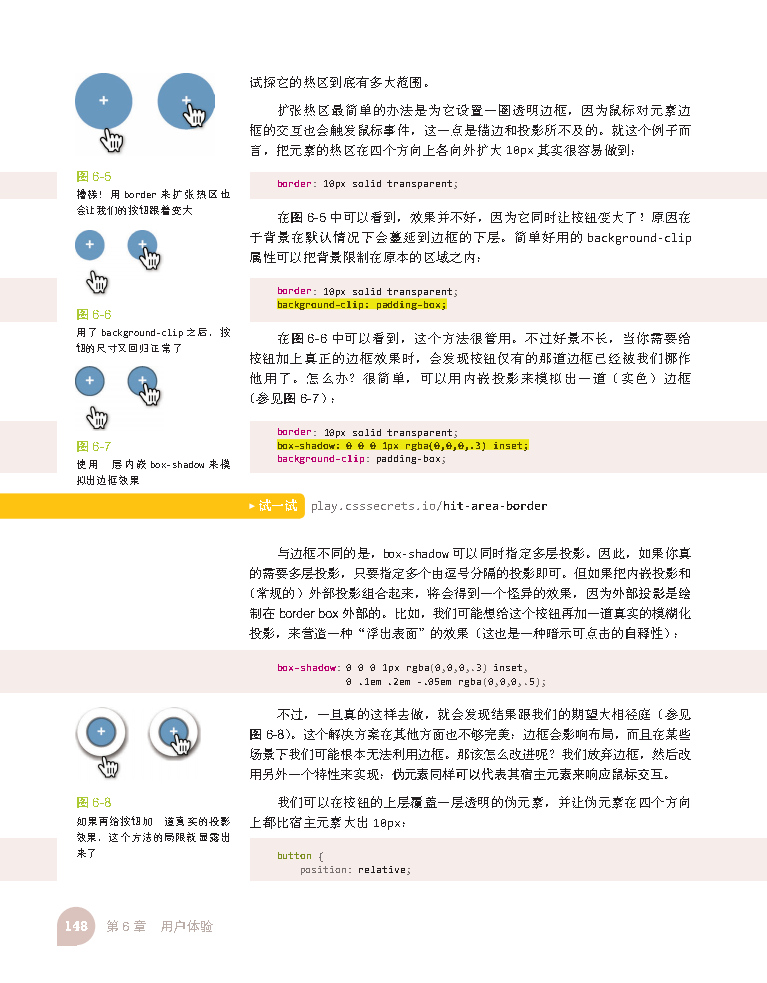 试探它的热区到底有多大范围。
扩张热区最简单的办法是为它设置一圈透明边框，因为鼠标对元素边
框的交互也会触发鼠标事件，这一点是描边和投影所不及的。就这个例子而
言，把元素的热区在四个方向上各向外扩大 10px 其实很容易做到：
border: 10px solid transparent;
图 6-5
糟糕！用 border 来扩张热区也
会让我们的按钮跟着变大
在图 6-5 中可以看到，效果并不好，因为它同时让按钮变大了！原因在
于背景在默认情况下会蔓延到边框的下层。简单好用的 background-clip
属性可以把背景限制在原本的区域之内：
border: 10px solid transparent;
background-clip: padding-box;
图 6-6
用了 background-clip 之后，按
钮的尺寸又回归正常了
在图 6-6 中可以看到，这个方法很管用。不过好景不长，当你需要给
按钮加上真正的边框效果时，会发现按钮仅有的那道边框已经被我们挪作
他用了。怎么办？很简单，可以用内嵌投影来模拟出一道（实色）边框
（参见图 6-7）：
border: 10px solid transparent;
box-shadow: 0 0 0 1px rgba(0,0,0,.3) inset;
background-clip: padding-box;
图 6-7
使用 层内嵌 box-shadow 来模
拟出边框效果
▶ 试一试 play.csssecrets.io/hit-area-border
与边框不同的是，box-shadow 可以同时指定多层投影。因此，如果你真
的需要多层投影，只要指定多个由逗号分隔的投影即可。但如果把内嵌投影和
（常规的）外部投影组合起来，将会得到一个怪异的效果，因为外部投影是绘
制在 border box 外部的。比如，我们可能想给这个按钮再加一道真实的模糊化
投影，来营造一种“浮出表面”的效果（这也是一种暗示可点击的自释性）：
box-shadow: 0 0 0 1px rgba(0,0,0,.3) inset,
0 .1em .2em -.05em rgba(0,0,0,.5);
不过，一旦真的这样去做，就会发现结果跟我们的期望大相径庭（参见
图 6-8）。这个解决方案在其他方面也不够完美：边框会影响布局，而且在某些
场景下我们可能根本无法利用边框。那该怎么改进呢？我们放弃边框，然后改
用另外一个特性来实现：伪元素同样可以代表其宿主元素来响应鼠标交互。
图 6-8
如果再给按钮加 道真实的投影
效果，这个方法的局限就显露出
来了
我们可以在按钮的上层覆盖一层透明的伪元素，并让伪元素在四个方向
上都比宿主元素大出 10px：
button {
position: relative;
148 第 6 章 用户体验